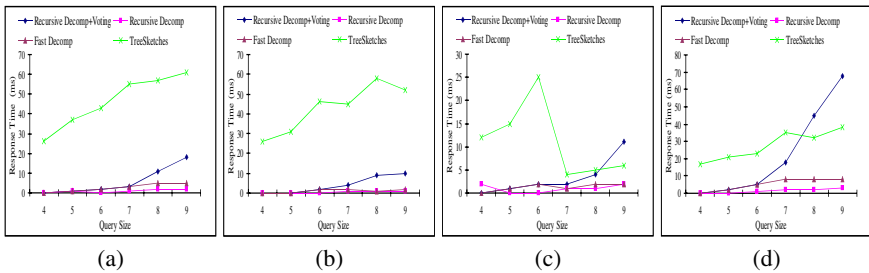 Recursive Decomp+Voting Recursive Decomp
Fast Decomp TreeSketches
Response Time (ms)
70
60
50
40
30
20
10
0
4 5 6 7 8 9
Query Size
(a)
Recursive Decomp+Voting Recursive Decomp
Fast Decomp TreeSketches
Response Time (ms)
70
60
50
40
30
20
10
0
4 5 6 7 8 9
Query Size
(b)
Recursive Decomp+Voting Recursive Decomp
Fast Decomp TreeSketches
Response Time (ms)
30
25
20
15
10
5
0
4 5 6 7 8 9
Query Size
(c)
Recursive Decomp+Voting Recursive Decomp
Fast Decomp TreeSketches
Response Time (ms)
80
70
60
50
40
30
20
10
0
4 5 6 7 8 9
Query Size
(d)